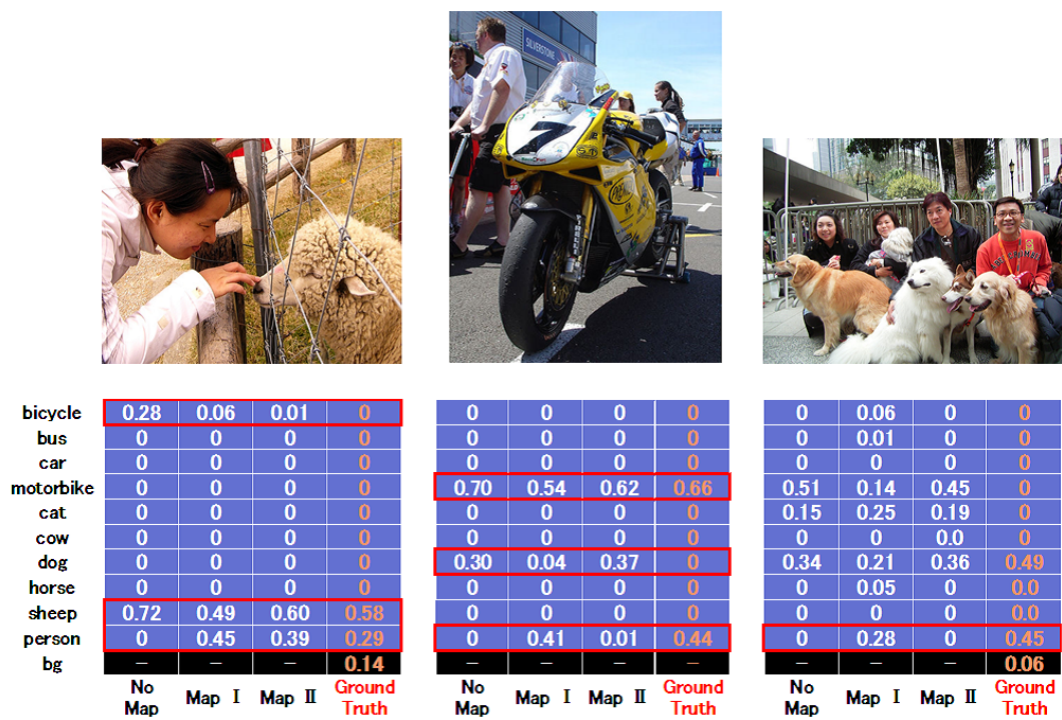 SILVERSTONE
7
PIRELLI
bicycle 0.28 0.06 0.01 0 0 0 0 0 0 0.06 0 0
bus 0 0 0 0 0 0 0 0 0 0.01 0 0
car 0 0 0 0 0 0 0 0 0 0 0 0
motorbike 0 0 0 0 0.70 0.54 0.62 0.66 0.51 0.14 0.45 0
cat 0 0 0 0 0 0 0 0 0.15 0.25 0.19 0
cow 0 0 0 0 0 0 0 0 0 0 0.0 0
dog 0 0 0 0 0.30 0.04 0.37 0 0.34 0.21 0.36 0.49
horse 0 0 0 0 0 0 0 0 0 0.05 0 0.0
sheep 0.72 0.49 0.60 0.58 0 0 0 0 0 0 0 0.0
person 0 0.45 0.39 0.29 0 0.41 0.01 0.44 0 0.28 0 0.45
bg – – – 0.14 – – – – – – – 0.06
No Map Map I Map II Ground Truth No Map Map I Map II Ground Truth No Map Map I Map II Ground Truth